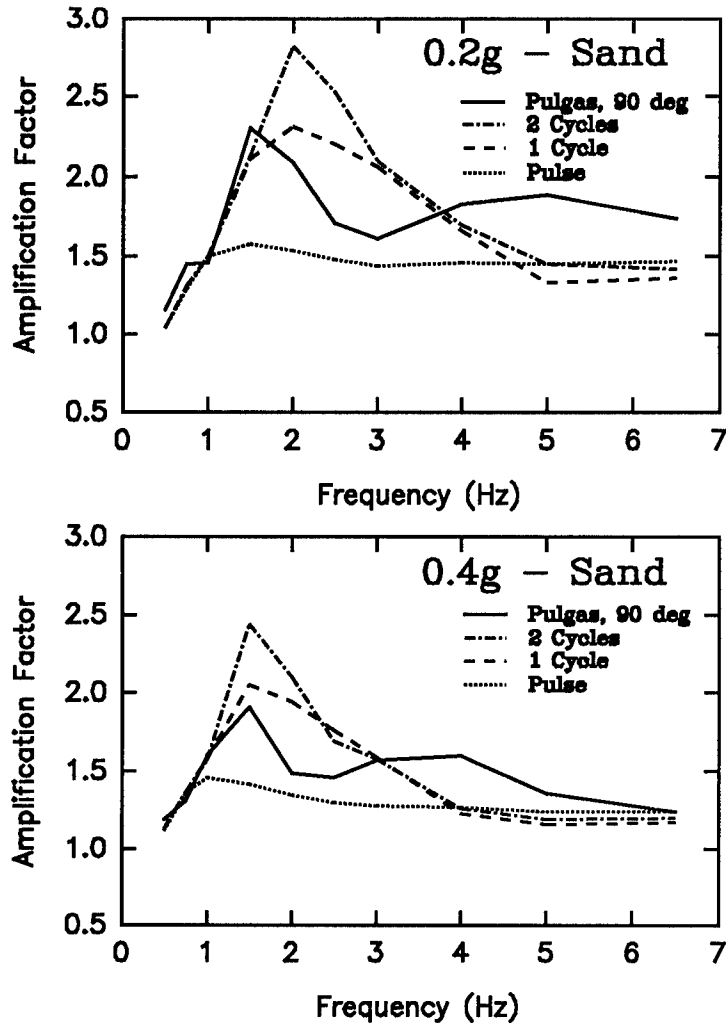 3.0
0.2g – Sand
2.5
Pulgas, 90 deg
2 Cycles
1 Cycle
2.0
Pulse
1.5
1.0
0.5
Amplification Factor
0 1 2 3 4 5 6 7
Frequency (Hz)
3.0
0.4g – Sand
2.5
Pulgas, 90 deg
2 Cycles
1 Cycle
2.0
Pulse
1.5
1.0
0.5
Amplification Factor
0 1 2 3 4 5 6 7
Frequency (Hz)